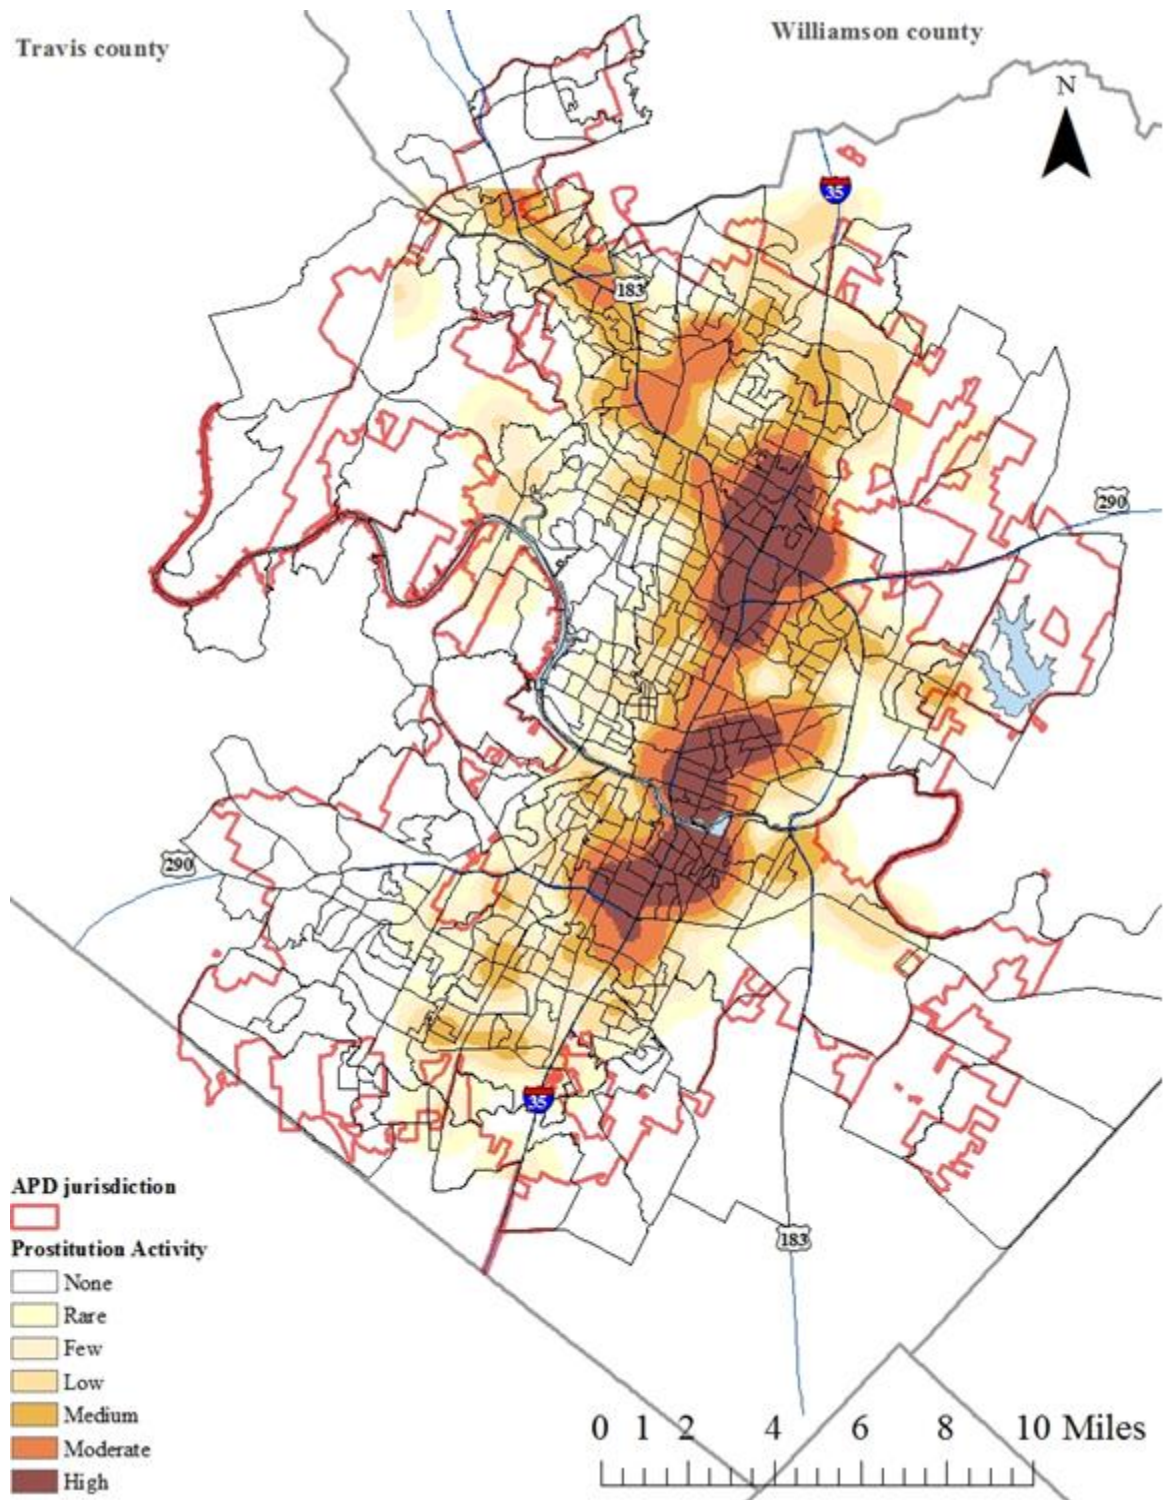 Travis county
Williamson county
N
35
183
290
290
35
183
APD jurisdiction
Prostitution Activity
None
Rare
Few
Low
Medium
Moderate
High
0 1 2 4 6 8 10 Miles